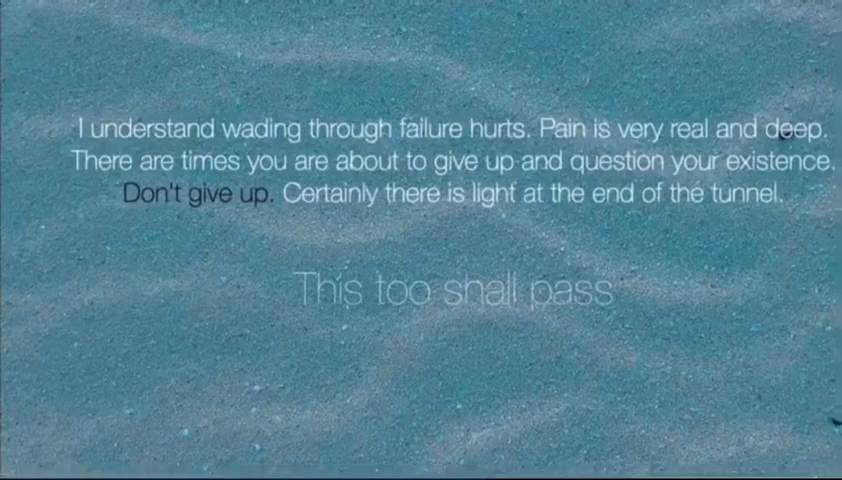 I understand wading through failure hurts. Pain is very real and deep.
There are times you are about to give up and question your existence.
Don't give up. Certainly there is light at the end of the tunnel.
This too shall pass